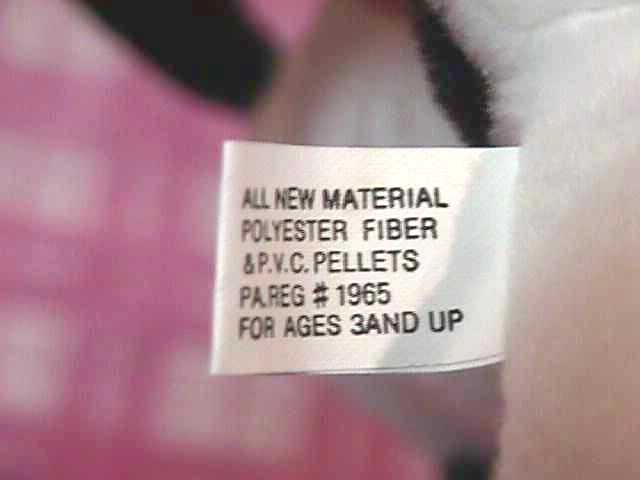 ALL NEW MATERIAL
POLYESTER FIBER
& P.V.C. PELLETS
PA.REG # 1965
FOR AGES 3AND UP